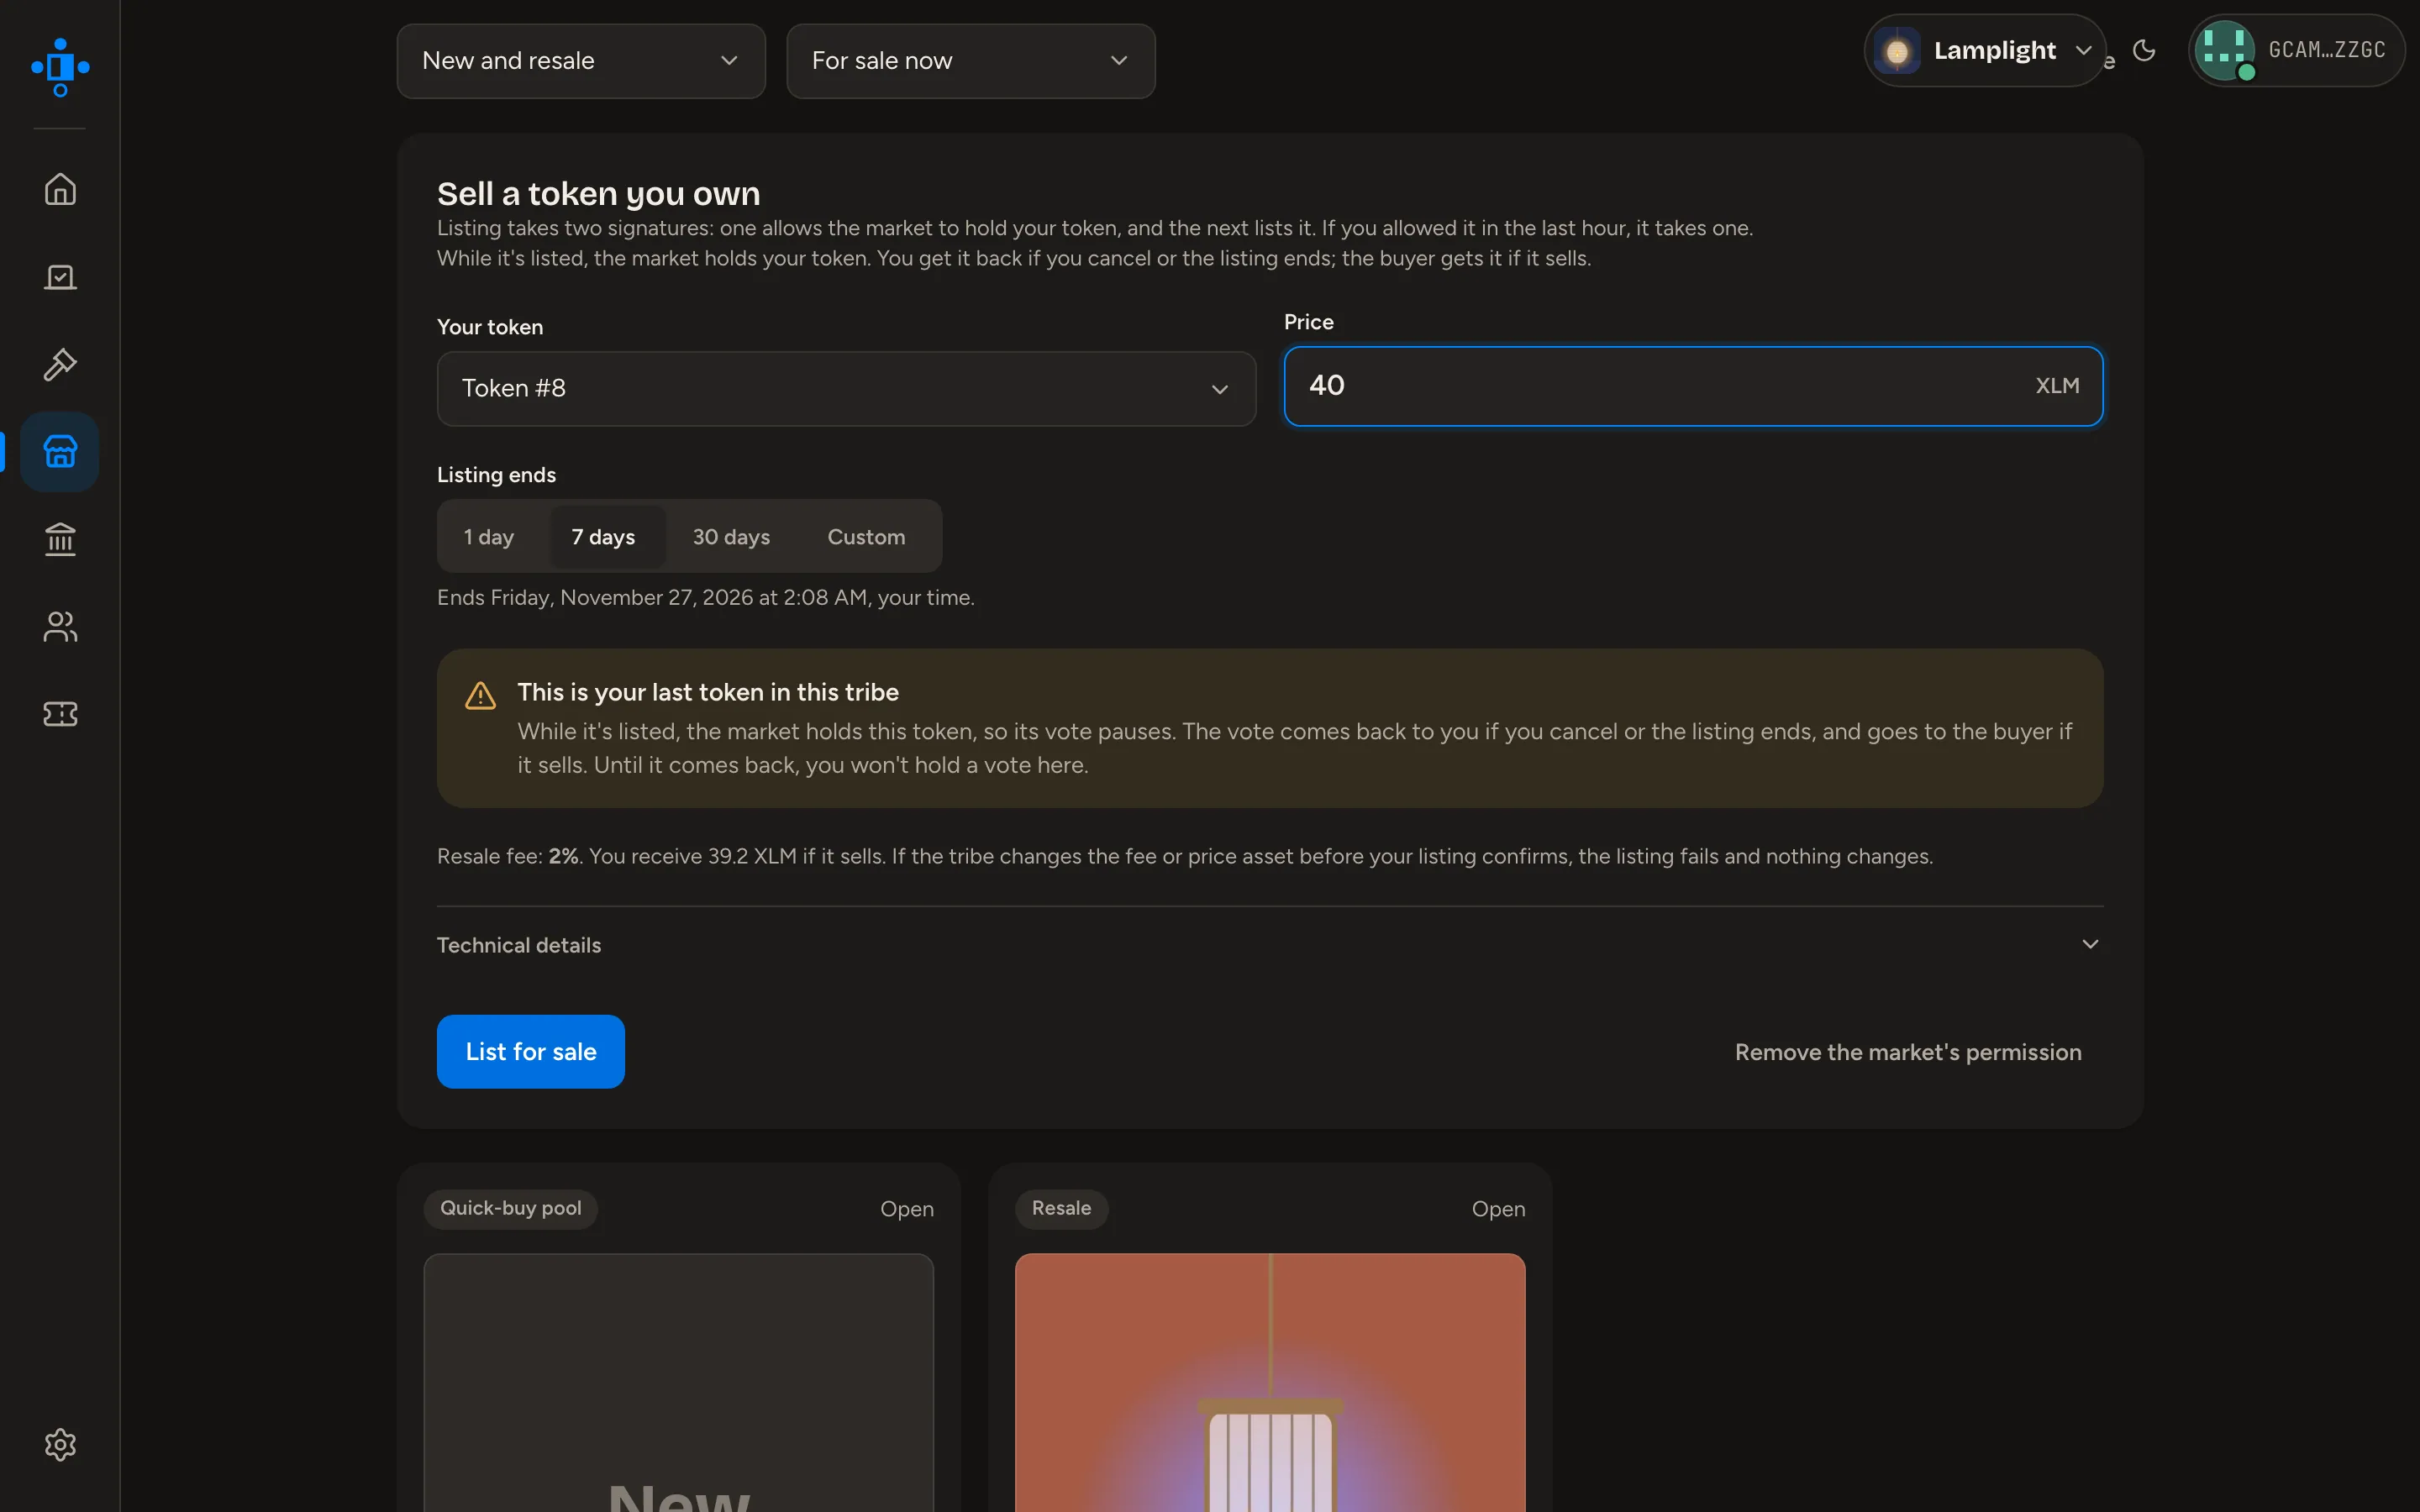 New and resale
For sale now
Lamplight
e
GCAM…ZZGC
Sell a token you own
Listing takes two signatures: one allows the market to hold your token, and the next lists it. If you allowed it in the last hour, it takes one.
While it's listed, the market holds your token. You get it back if you cancel or the listing ends; the buyer gets it if it sells.
Your token
Price
Token #8
40
XLM
Listing ends
1 day
7 days
30 days
Custom
Ends Friday, November 27, 2026 at 2:08 AM, your time.
This is your last token in this tribe
While it's listed, the market holds this token, so its vote pauses. The vote comes back to you if you cancel or the listing ends, and goes to the buyer if
it sells. Until it comes back, you won't hold a vote here.
Resale fee: 2%. You receive 39.2 XLM if it sells. If the tribe changes the fee or price asset before your listing confirms, the listing fails and nothing changes.
Technical details
List for sale
Remove the market's permission
Quick-buy pool
Open
Resale
Open
New